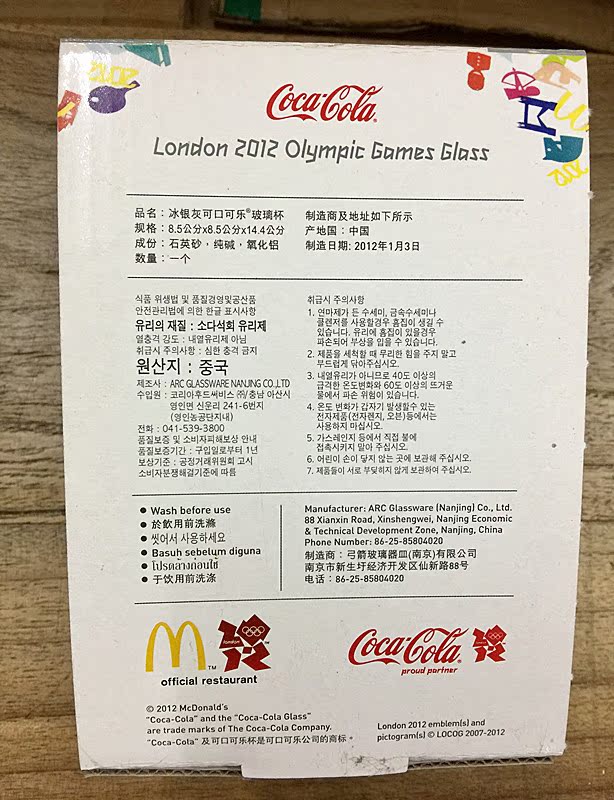 2012
2012
Coca-Cola
London 2012 Olympic Games Glass
品名：冰银灰可口可乐®玻璃杯
规格：8.5公分x8.5公分x14.4公分
成份：石英砂，纯碱，氧化铝
数量：一个
制造商及地址如下所示
产地国：中国
制造日期：2012年1月3日
식품 위생법 및 품질경영및공산품
안전관리법에 의한 한글 표시사항
유리의 재질 : 소다석회 유리제
열충격 강도 : 내열유리제 아님
취급시 주의사항 : 심한 충격 금지
원산지 : 중국
제조사 : ARC GLASSWARE NANJING CO.,LTD
수입원 : 코리아후드써비스 ㈜/충남 아산시
영인면 신운리 241-6번지
(영인농공단지내)
전화 : 041-539-3800
품질보증 및 소비자피해보상 안내
품질보증기간 : 구입일로부터 1년
보상기준 : 공정거래위원회 고시
소비자분쟁해결기준에 따름
취급시 주의사항
1. 연마제가 든 수세미, 금속수세미나
클렌저를 사용할경우 흠집이 생길 수
있습니다. 유리에 흠집이 있을경우
파손되어 부상을 입을 수 있습니다.
2. 제품을 세척할 때 무리한 힘을 주지 말고
부드럽게 닦아주십시오.
3. 내열유리가 아니므로 40도 이상의
급격한 온도변화와 60도 이상의 뜨거운
물에서 파손 위험이 있습니다.
4. 온도 변화가 갑자기 발생할수 있는
전자제품(전자렌지, 오븐)등에서는
사용하지 마십시오.
5. 가스레인지 등에서 직접 불에
접촉시키지 말아 주십시오.
6. 어린이 손이 닿지 않는 곳에 보관해 주십시오.
7. 제품들이 서로 부딪히지 않게 보관하여 주십시오.
• Wash before use
• 於飲用前洗滌
• 씻어서 사용하세요
• Basuh sebelum diguna
• โปรดล้างก่อนใช้
• 于饮用前洗涤
Manufacturer: ARC Glassware (Nanjing) Co., Ltd.
88 Xianxin Road, Xinshengwei, Nanjing Economic
& Technical Development Zone, Nanjing, China
Phone Number: 86-25-85804020
制造商：弓箭玻璃器皿(南京)有限公司
南京市新生圩经济开发区仙新路88号
电话：86-25-85804020
M™ london
official restaurant
Coca-Cola
proud partner
© 2012 McDonald's
"Coca-Cola" and the "Coca-Cola Glass"
are trade marks of The Coca-Cola Company.
"Coca-Cola" 及可口可乐杯是可口可乐公司的商标。
London 2012 emblem(s) and
pictogram(s) © LOCOG 2007-2012